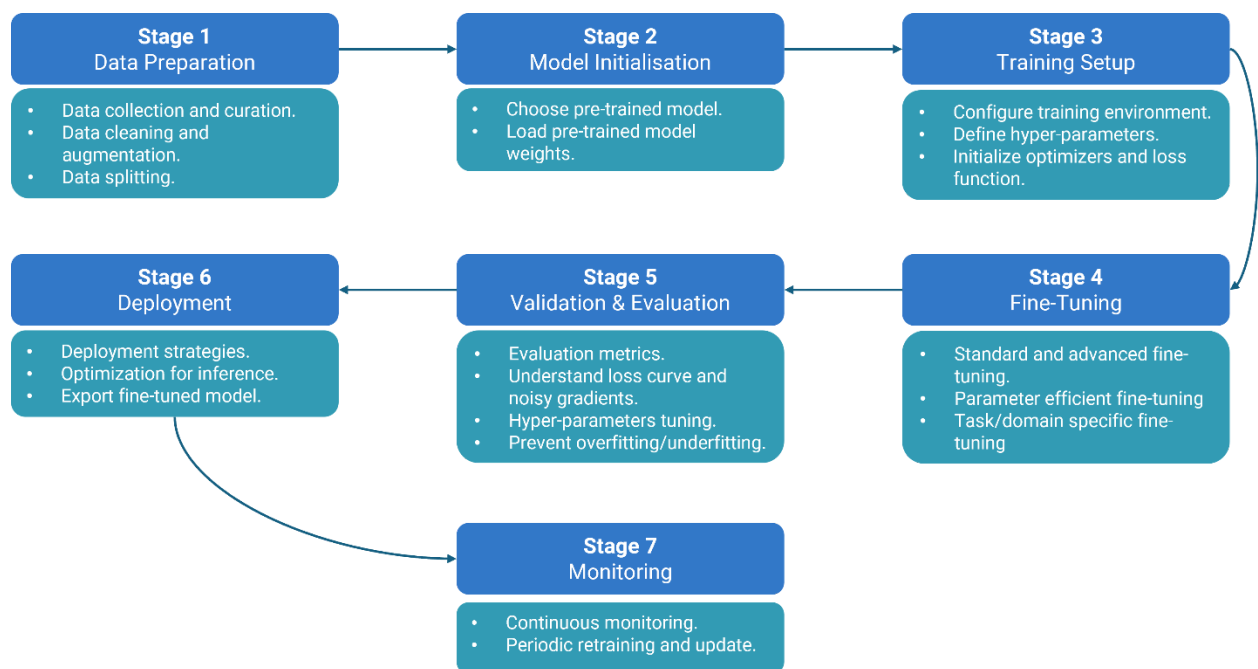 Stage 1
Data Preparation
• Data collection and curation.
• Data cleaning and
augmentation.
• Data splitting.
Stage 2
Model Initialisation
• Choose pre-trained model.
• Load pre-trained model
weights.
Stage 3
Training Setup
• Configure training environment.
• Define hyper-parameters.
• Initialize optimizers and loss
function.
Stage 4
Fine-Tuning
• Standard and advanced fine-
tuning.
• Parameter efficient fine-tuning
• Task/domain specific fine-
tuning
Stage 5
Validation & Evaluation
• Evaluation metrics.
• Understand loss curve and
noisy gradients.
• Hyper-parameters tuning.
• Prevent overfitting/underfitting.
Stage 6
Deployment
• Deployment strategies.
• Optimization for inference.
• Export fine-tuned model.
Stage 7
Monitoring
• Continuous monitoring.
• Periodic retraining and update.